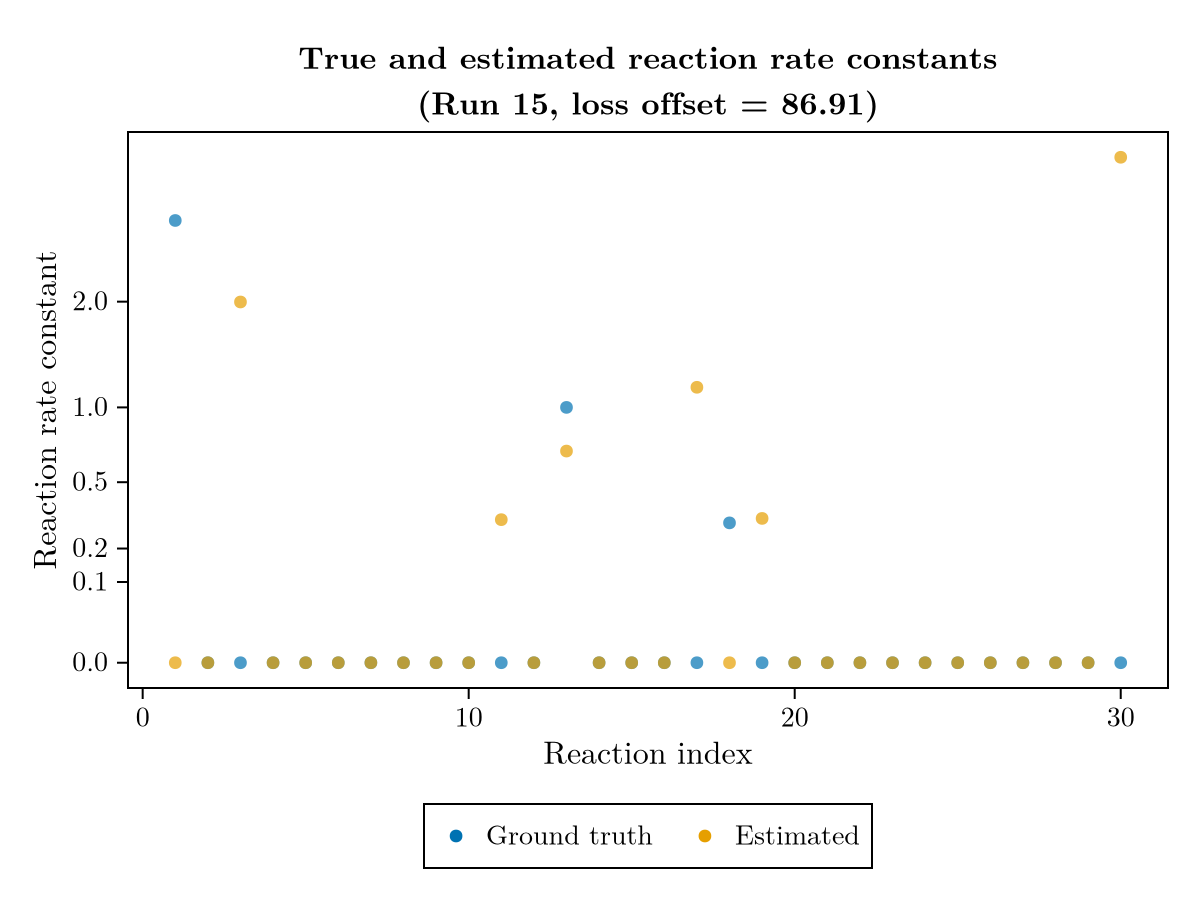 True and estimated reaction rate constants
(Run 15, loss offset = 86.91)
Reaction rate constant
2.0
1.0
0.5
0.2
0.1
0.0
0 10 20 30
Reaction index
Ground truth Estimated